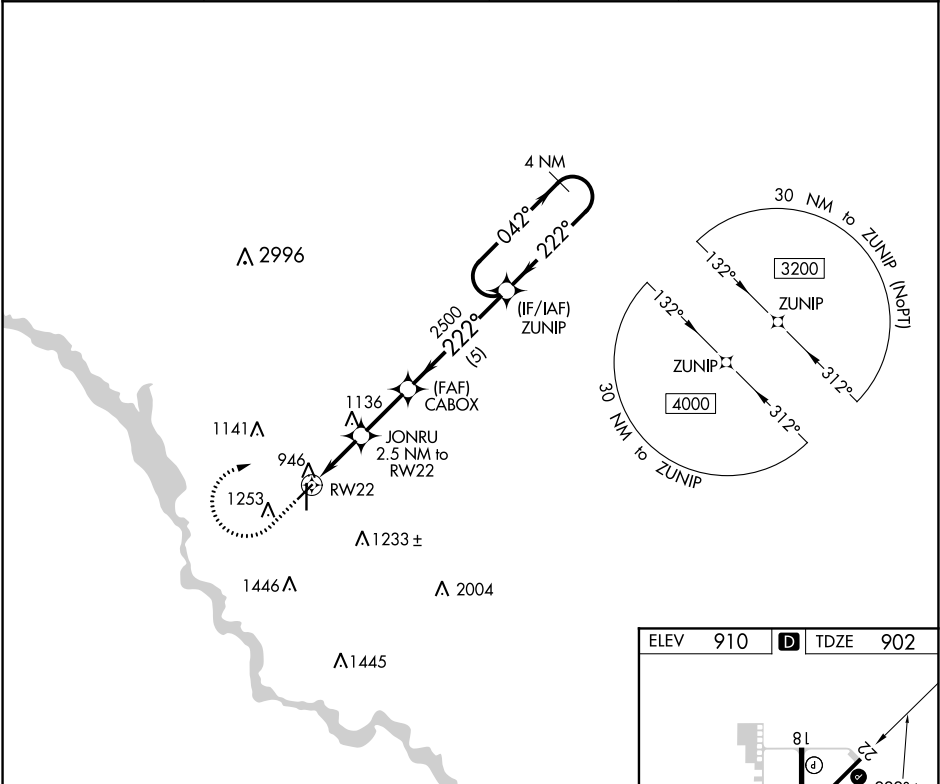 4 NM
30 NM to ZUNIP (NoPT)
042°
222°
2996
132°
3200
ZUNIP
(IF/IAF)
ZUNIP
132°
2500
222°
(5)
ZUNIP
312°
(FAF)
CABOX
4000
312°
1136
30 NM to ZUNIP
1141
JONRU
2.5 NM to
RW22
946
RW22
1253
1233 ±
1446
2004
ELEV 910 D TDZE 902
1445
18
22
P
P